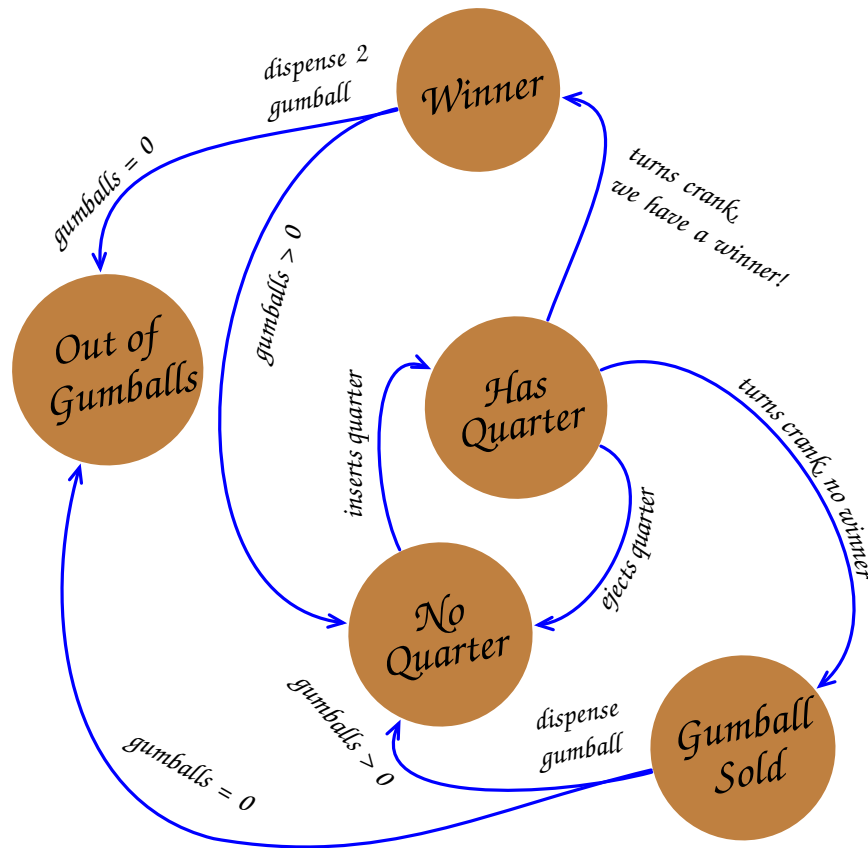 dispense 2
gumball
Winner
gumballs = 0
turns crank,
we have a winner!
gumballs > 0
Out of
Gumballs
Has
Quarter
inserts quarter
turns crank, no winner
ejects quarter
No
Quarter
gumballs > 0
dispense
gumball
Gumball
Sold
gumballs = 0